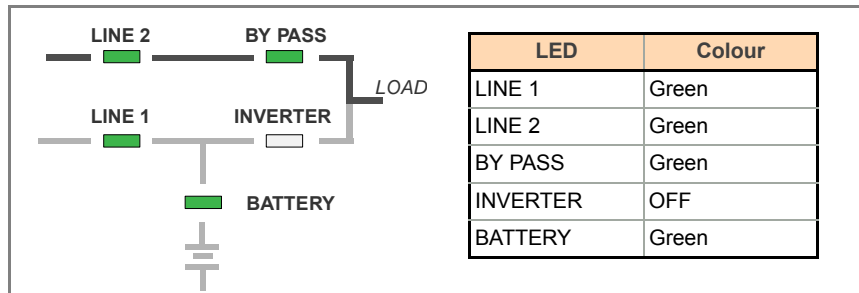 LINE 2 BY PASS
LOAD
LINE 1 INVERTER
BATTERY
LED Colour
LINE 1 Green
LINE 2 Green
BY PASS Green
INVERTER OFF
BATTERY Green